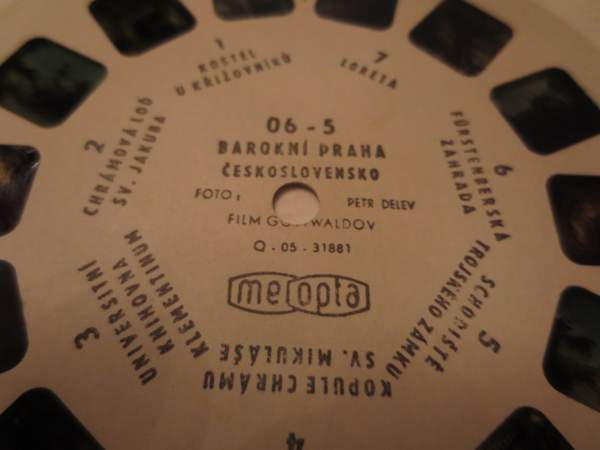 06-5
BAROKNÍ PRAHA
ČESKOSLOVENSKO
FOTO: PETR DELEV
FILM GOTTWALDOV
Q-05-31881
meopta
1
KOSTEL
U KŘIŽOVNÍKŮ
2
CHRÁMOVÁ LOĎ
SV. JAKUBA
3
UNIVERSITNÍ
KNIHOVNA
KLEMENTINUM
4
KOPULE CHRÁMU
SV. MIKULÁŠE
5
SCHODIŠTĚ
TROJSKÉHO ZÁMKU
6
FÜRSTENBERSKÁ
ZAHRADA
7
LORETA